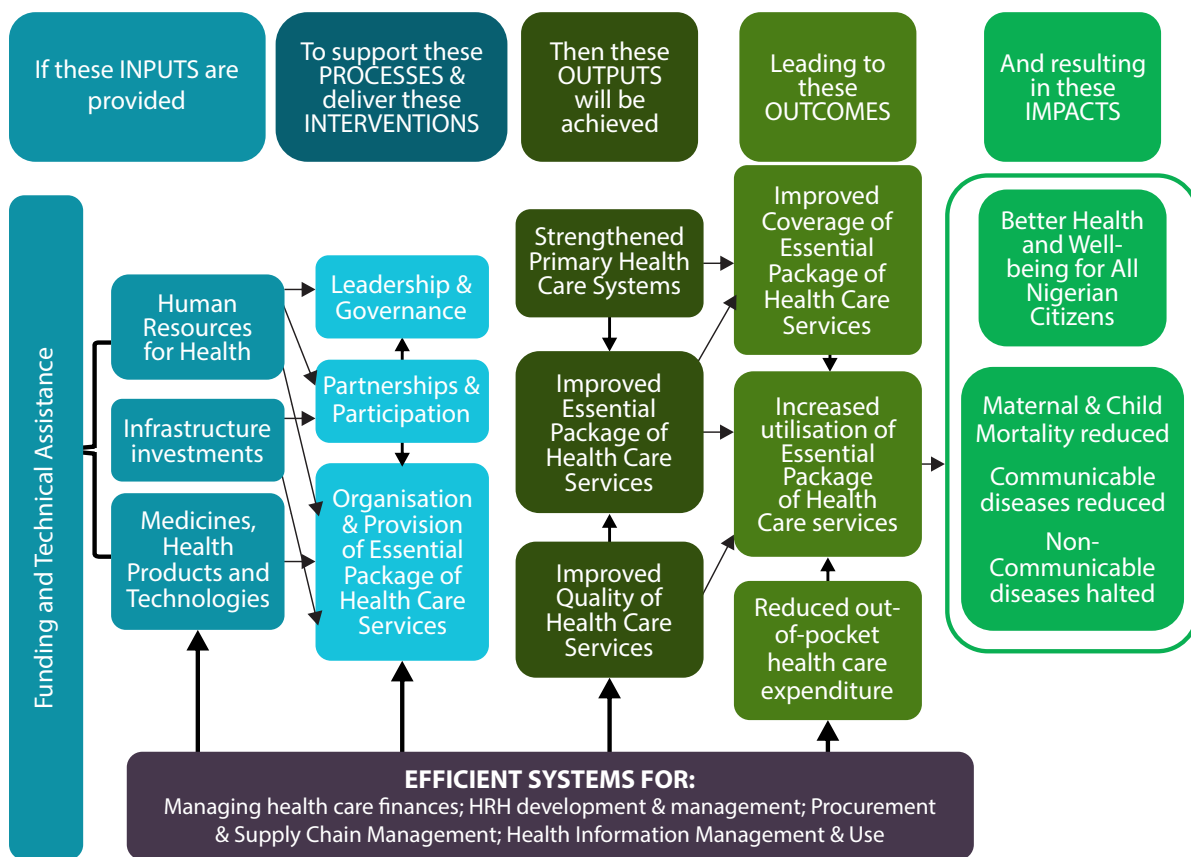 If these INPUTS are
provided
To support these
PROCESSES &
deliver these
INTERVENTIONS
Then these
OUTPUTS
will be
achieved
Leading to
these
OUTCOMES
And resulting
in these
IMPACTS
Funding and Technical Assistance
Human
Resources
for Health
Infrastructure
investments
Medicines,
Health
Products and
Technologies
Leadership &
Governance
Partnerships &
Participation
Organisation
& Provision
of Essential
Package of
Health Care
Services
Strengthened
Primary Health
Care Systems
Improved
Essential
Package of
Health Care
Services
Improved
Quality of
Health Care
Services
Improved
Coverage of
Essential
Package of
Health Care
Services
Increased
utilisation of
Essential
Package
of Health
Care services
Reduced out-
of-pocket
health care
expenditure
Better Health
and Well-
being for All
Nigerian
Citizens
Maternal & Child
Mortality reduced
Communicable
diseases reduced
Non-
Communicable
diseases halted
EFFICIENT SYSTEMS FOR:
Managing health care finances; HRH development & management; Procurement
& Supply Chain Management; Health Information Management & Use